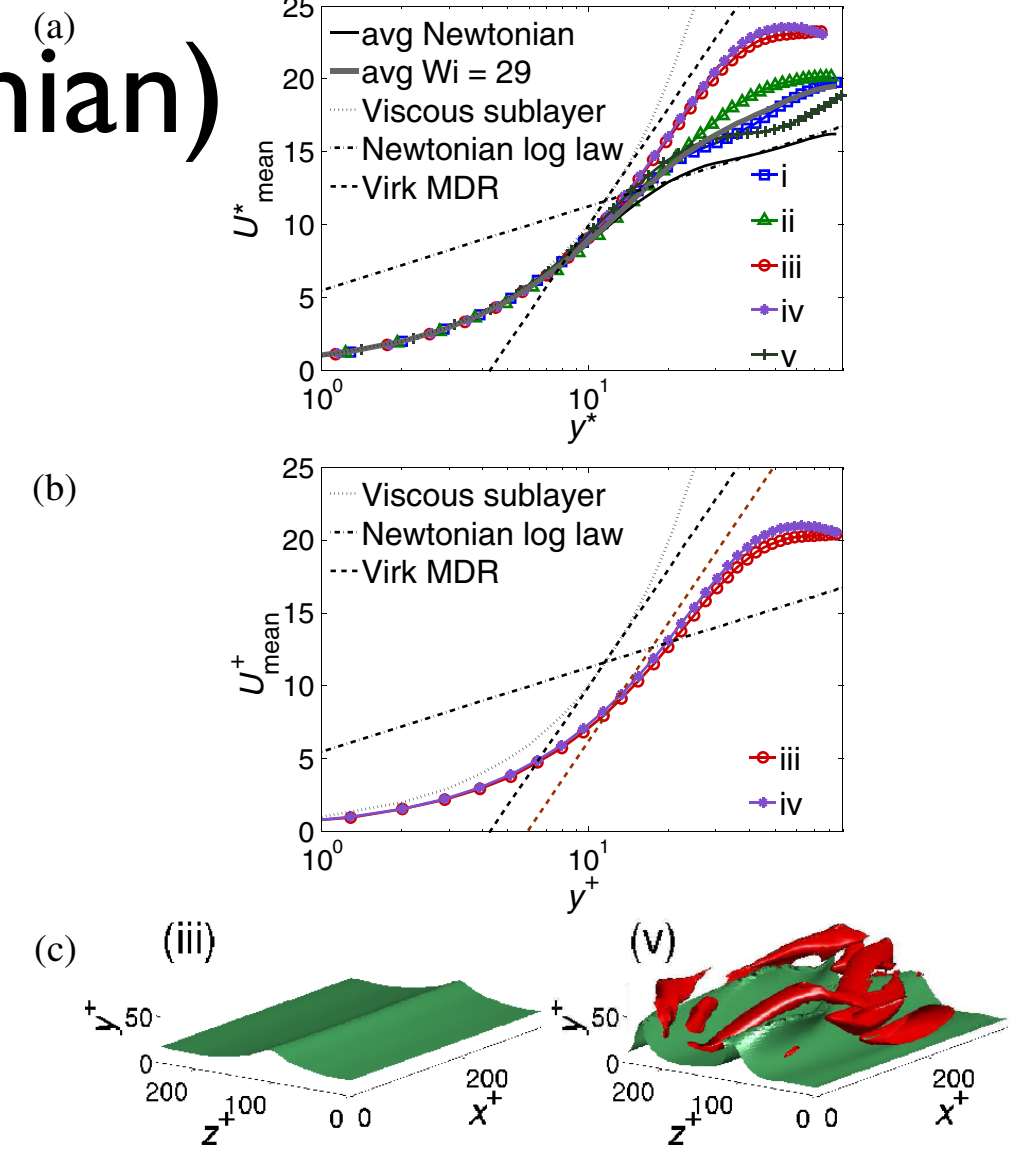 (a)
nian)
25
20
15
10
5
0
U*mean
avg Newtonian
avg Wi = 29
Viscous sublayer
Newtonian log law
Virk MDR
i
ii
iii
iv
v
10⁰
10¹
y*
(b)
25
20
15
10
5
0
U⁺mean
Viscous sublayer
Newtonian log law
Virk MDR
iii
iv
10⁰
10¹
y⁺
(c)
(iii)
y⁺
50
0
200
100
0
z⁺
0
200
x⁺
(v)
y⁺
50
0
200
100
0
z⁺
0
200
x⁺